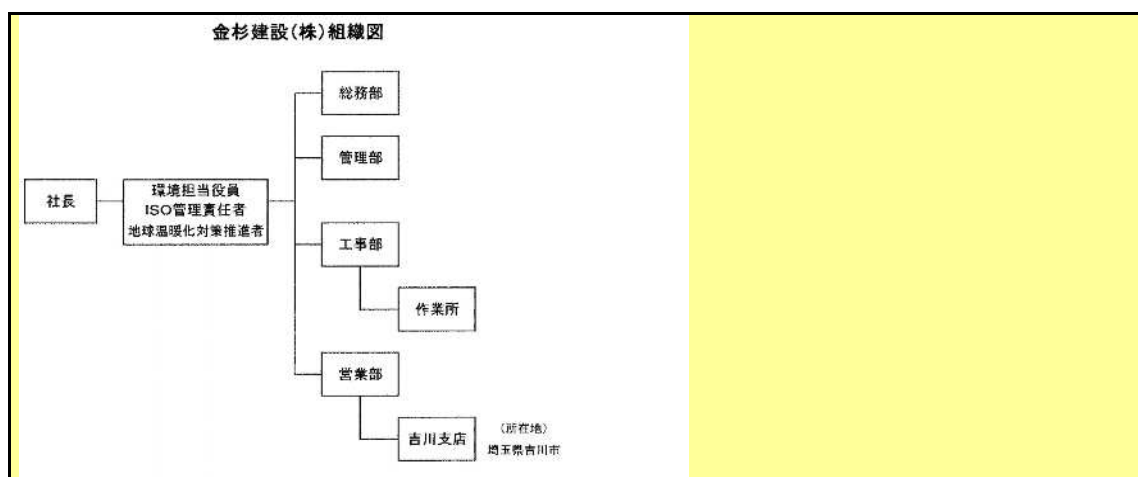 金杉建設(株)組織図
総務部
管理部
社長
環境担当役員
ISO管理責任者
地球温暖化対策推進者
工事部
作業所
営業部
吉川支店
(所在地)
埼玉県吉川市